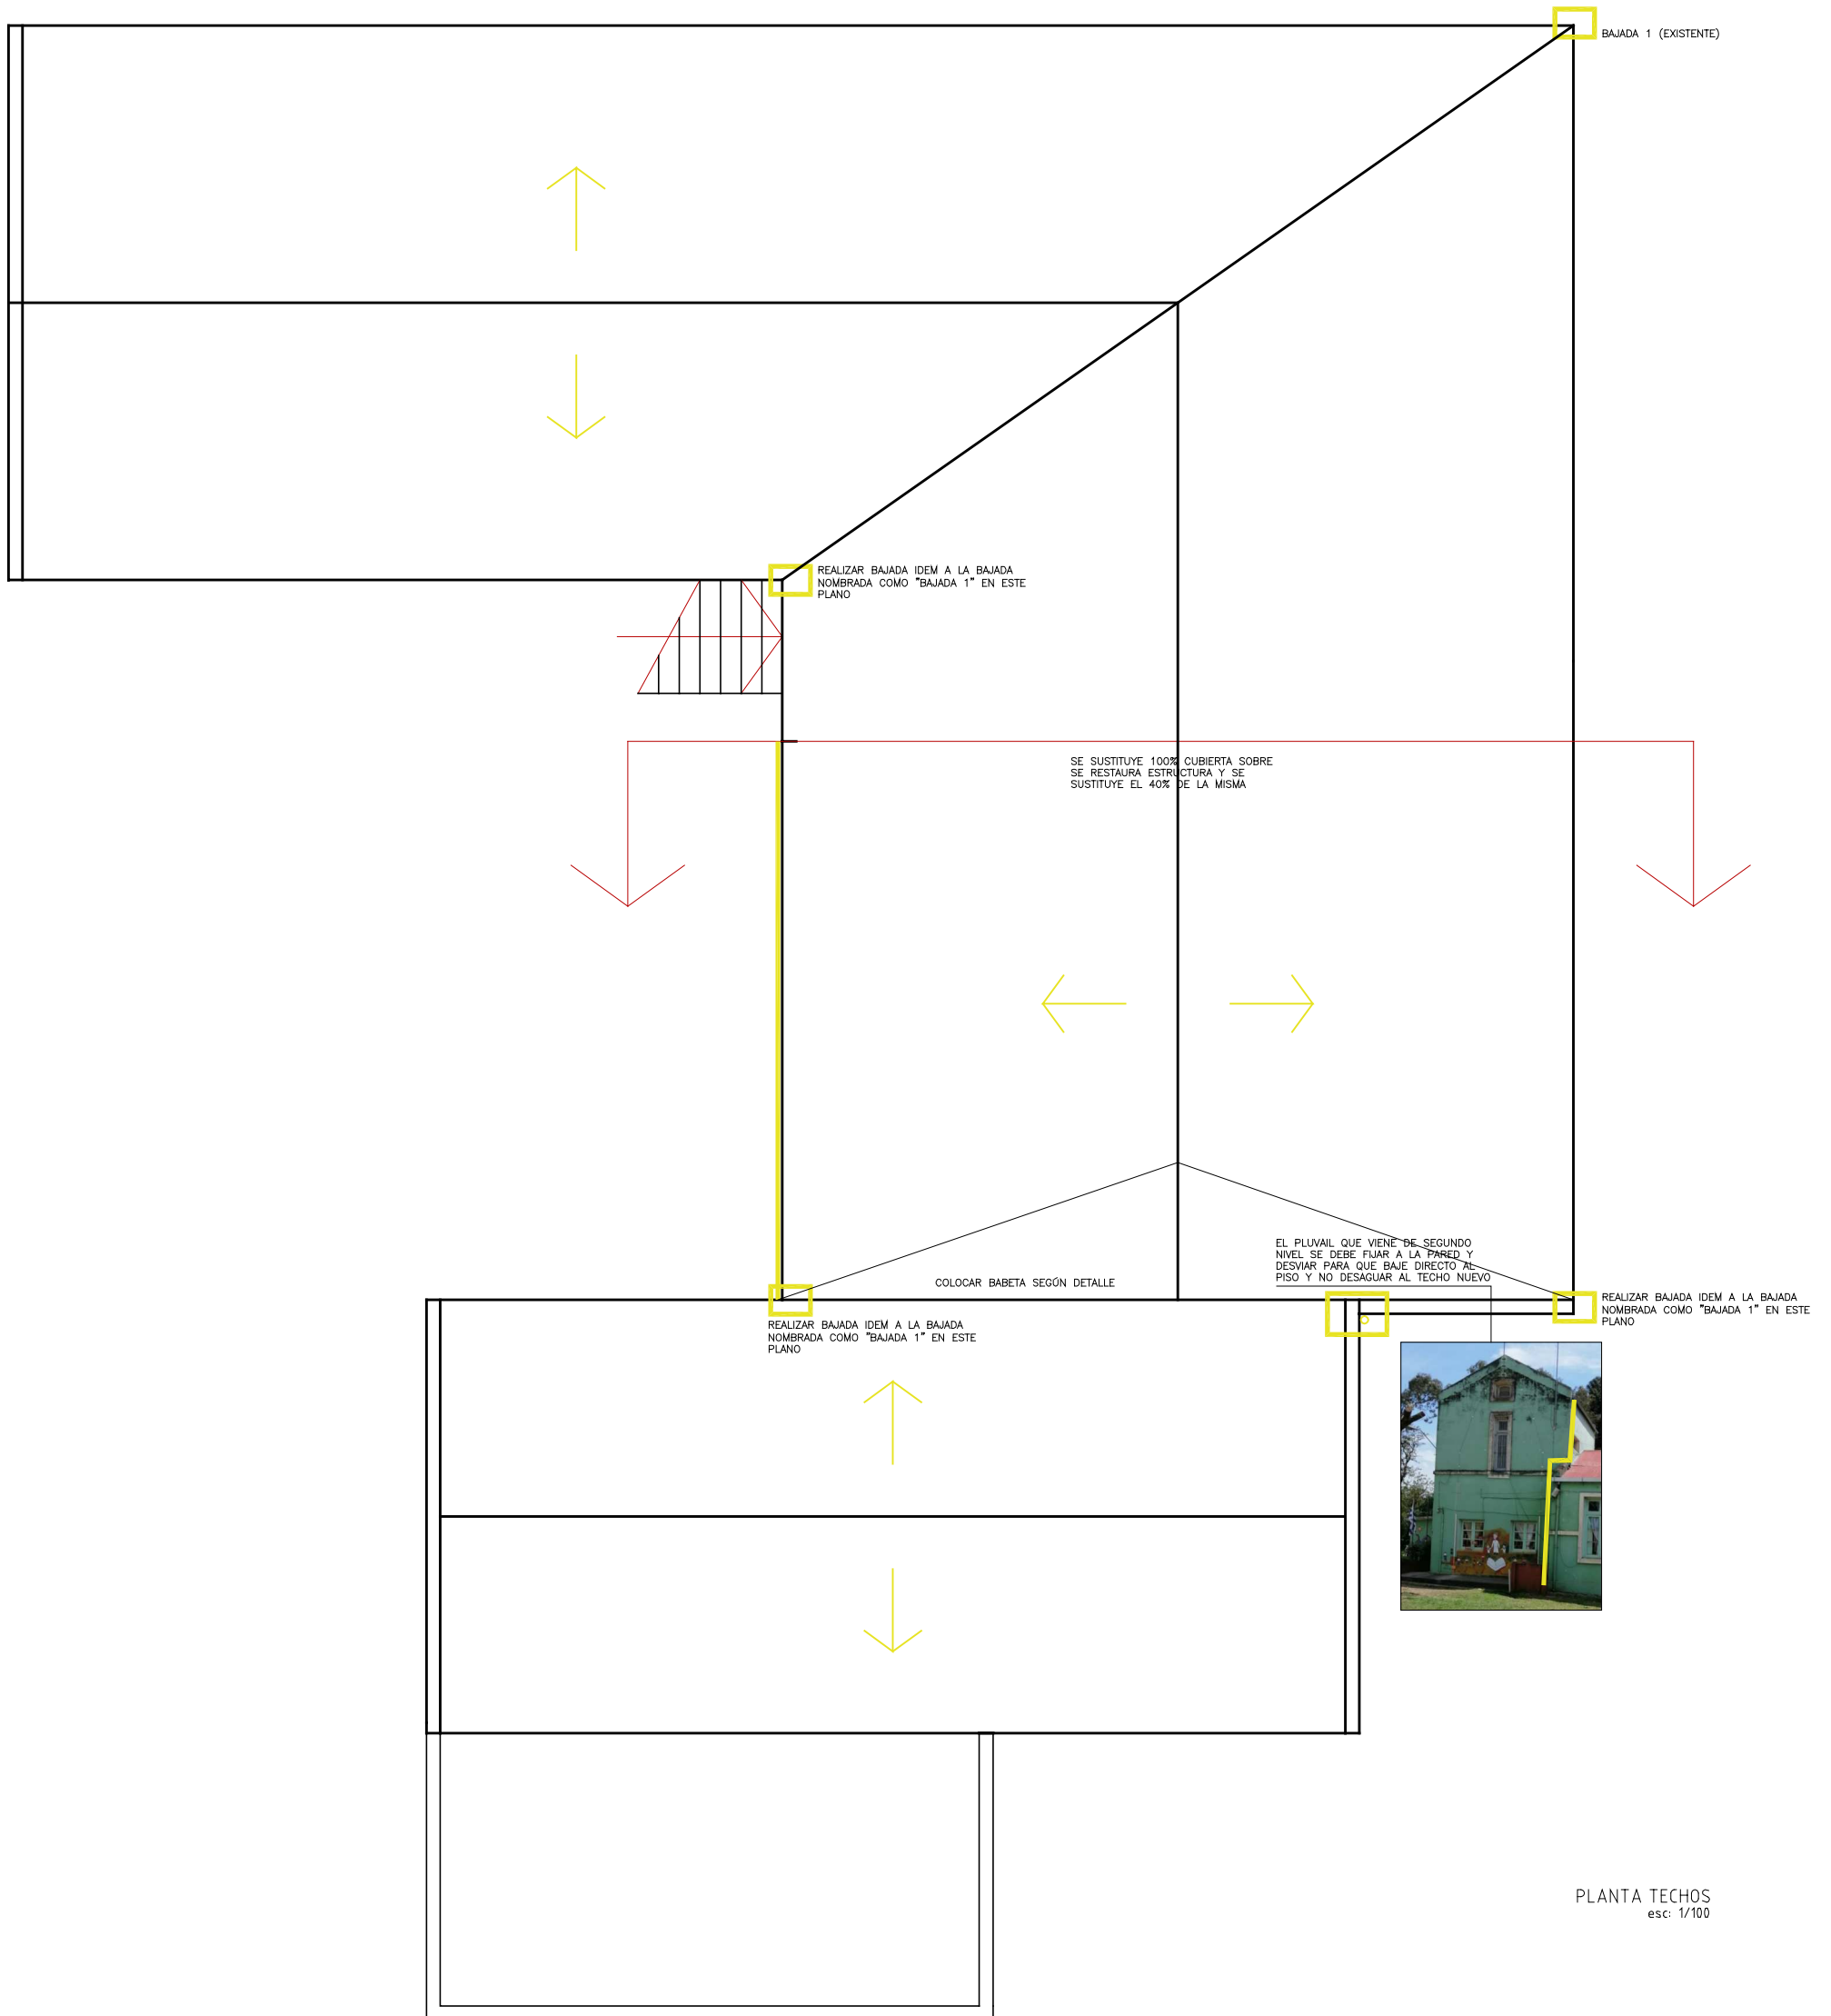 BAJADA 1 (EXISTENTE)
REALIZAR BAJADA IDEM A LA BAJADA
NOMBRADA COMO "BAJADA 1" EN ESTE
PLANO
SE SUSTITUYE 100% CUBIERTA SOBRE
SE RESTAURA ESTRUCTURA Y SE
SUSTITUYE EL 40% DE LA MISMA
EL PLUVAIL QUE VIENE DE SEGUNDO
NIVEL SE DEBE FIJAR A LA PARED Y
DESVIAR PARA QUE BAJE DIRECTO AL
PISO Y NO DESAGUAR AL TECHO NUEVO
COLOCAR BABETA SEGÚN DETALLE
REALIZAR BAJADA IDEM A LA BAJADA
NOMBRADA COMO "BAJADA 1" EN ESTE
PLANO
REALIZAR BAJADA IDEM A LA BAJADA
NOMBRADA COMO "BAJADA 1" EN ESTE
PLANO
PLANTA TECHOS
esc: 1/100